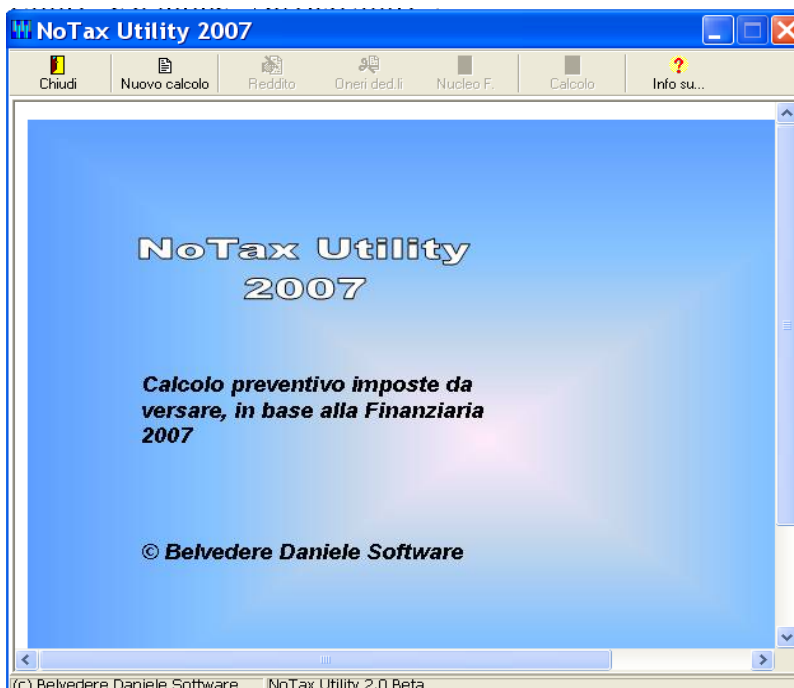 NoTax Utility 2007
Chiudi Nuovo calcolo Reddito Oneri ded.li Nucleo F. Calcolo Info su...
NoTax Utility
2007
Calcolo preventivo imposte da
versare, in base alla Finanziaria
2007
© Belvedere Daniele Software
(c) Belvedere Daniele Software NoTax Utility 2.0 Beta